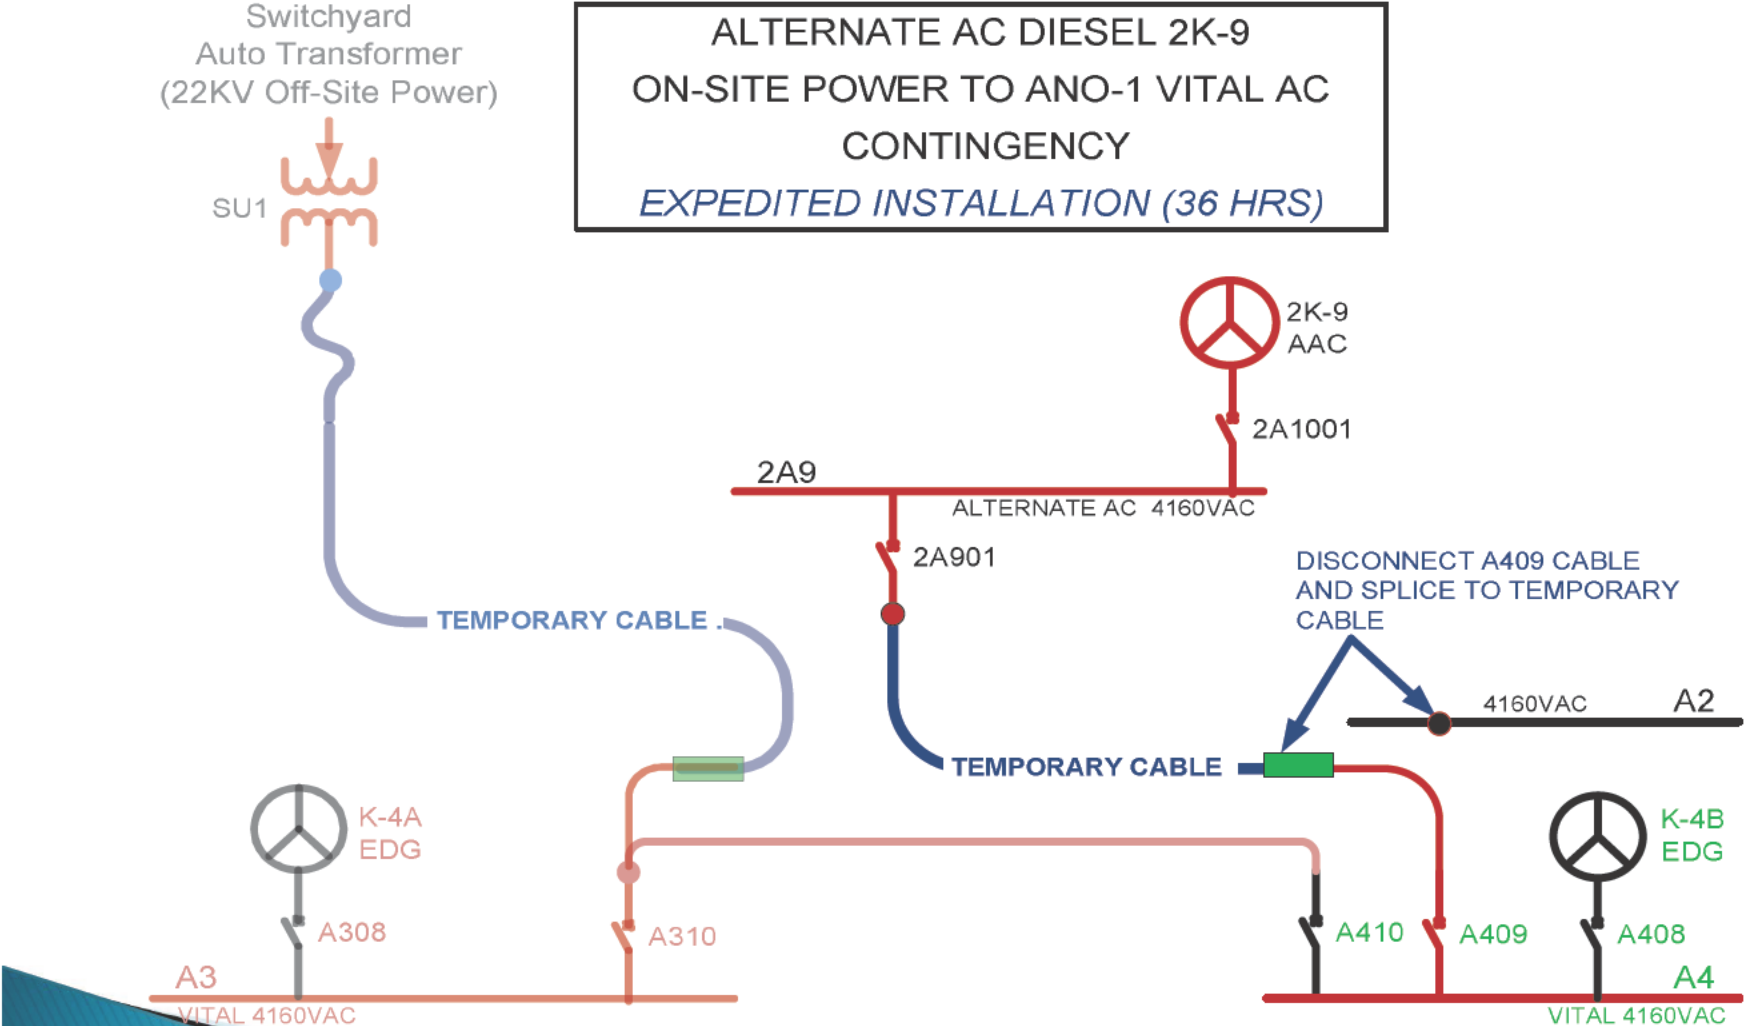 Switchyard
Auto Transformer
(22KV Off-Site Power)
SU1
ALTERNATE AC DIESEL 2K-9
ON-SITE POWER TO ANO-1 VITAL AC
CONTINGENCY
EXPEDITED INSTALLATION (36 HRS)
2K-9
AAC
2A1001
2A9
ALTERNATE AC 4160VAC
2A901
DISCONNECT A409 CABLE
AND SPLICE TO TEMPORARY
CABLE
TEMPORARY CABLE .
4160VAC
A2
TEMPORARY CABLE
K-4A
EDG
K-4B
EDG
A308
A310
A410
A409
A408
A3
VITAL 4160VAC
A4
VITAL 4160VAC